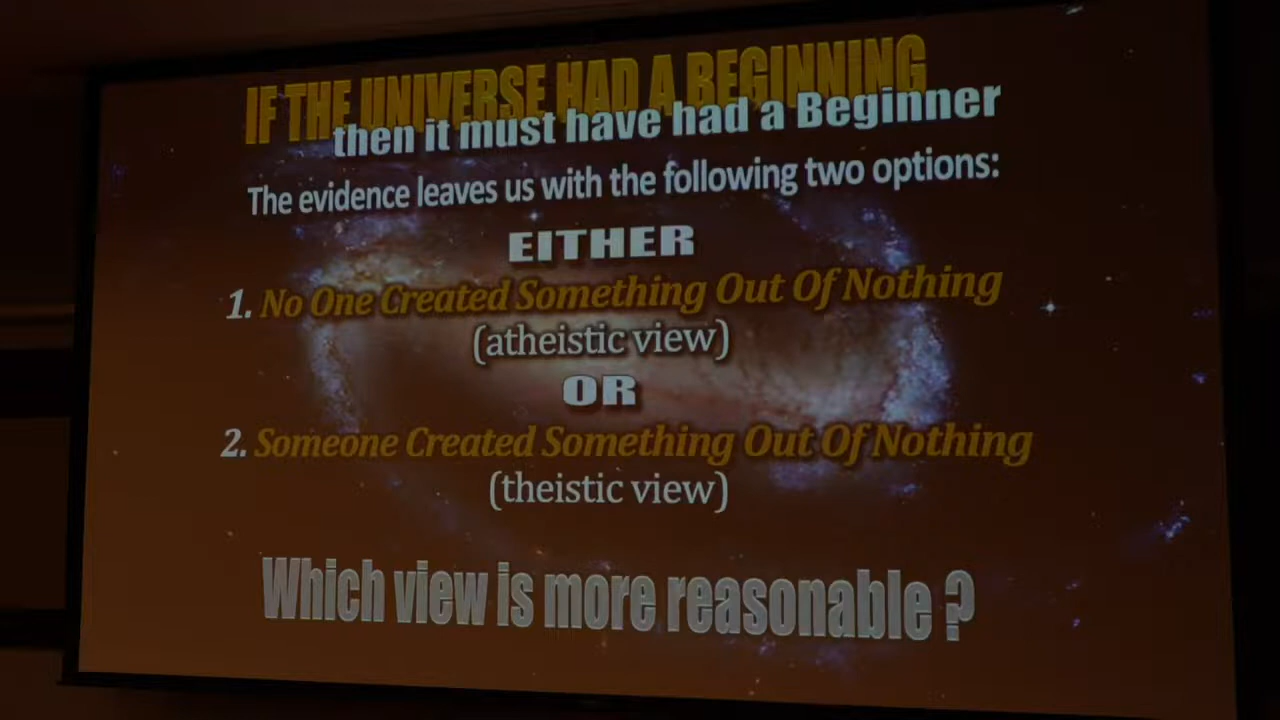 IF THE UNIVERSE HAD A BEGINNING
then it must have had a Beginner
The evidence leaves us with the following two options:
EITHER
1. No One Created Something Out Of Nothing
(atheistic view)
OR
2. Someone Created Something Out Of Nothing
(theistic view)
Which view is more reasonable ?